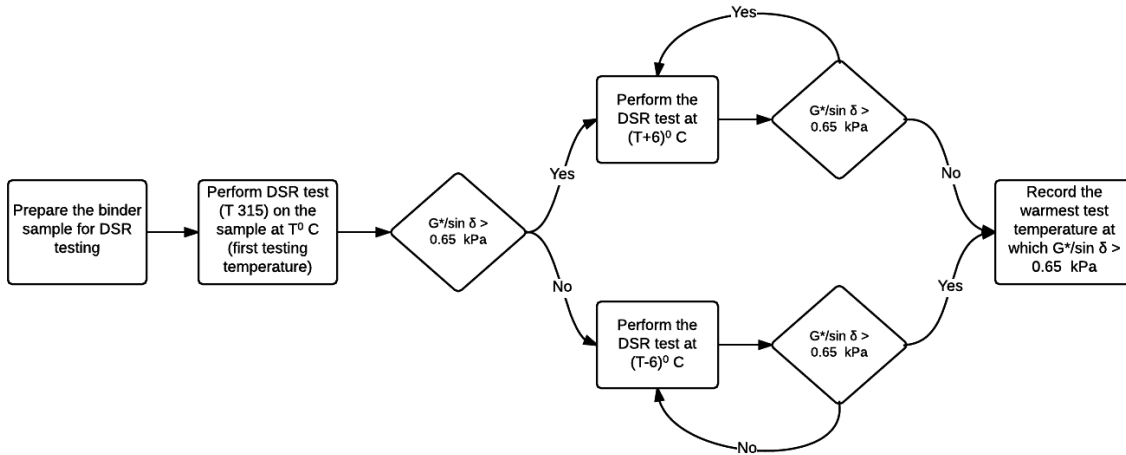 Prepare the binder
sample for DSR
testing
Perform DSR test
(T 315) on the
sample at T⁰ C
(first testing
temperature)
G*/sin δ >
0.65 kPa
Yes
No
Perform the
DSR test at
(T+6)⁰ C
Yes
G*/sin δ >
0.65 kPa
No
Perform the
DSR test at
(T-6)⁰ C
G*/sin δ >
0.65 kPa
No
Yes
Record the
warmest test
temperature at
which G*/sin δ >
0.65 kPa